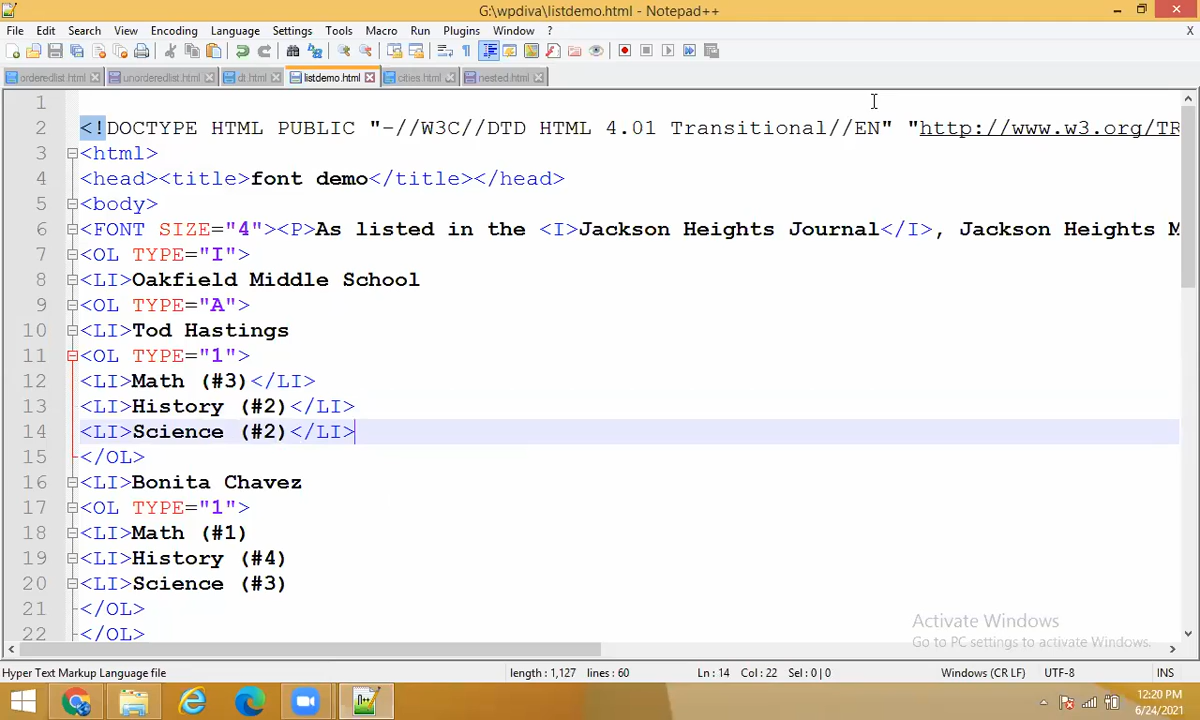 G:\wpdiva\listdemo.html - Notepad++
File Edit Search View Encoding Language Settings Tools Macro Run Plugins Window ?
X
orderedlist.html unorderedlist.html dt.html listdemo.html cities.html nested.html
1
2 <!DOCTYPE HTML PUBLIC "-//W3C//DTD HTML 4.01 Transitional//EN" "http://www.w3.org/TR
3 <html>
4 <head><title>font demo</title></head>
5 <body>
6 <FONT SIZE="4"><P>As listed in the <I>Jackson Heights Journal</I>, Jackson Heights M
7 <OL TYPE="I">
8 <LI>Oakfield Middle School
9 <OL TYPE="A">
10 <LI>Tod Hastings
11 <OL TYPE="1">
12 <LI>Math (#3)</LI>
13 <LI>History (#2)</LI>
14 <LI>Science (#2)</LI>
15 </OL>
16 <LI>Bonita Chavez
17 <OL TYPE="1">
18 <LI>Math (#1)
19 <LI>History (#4)
20 <LI>Science (#3)
21 </OL>
22 </OL>
Activate Windows
Go to PC settings to activate Windows.
Hyper Text Markup Language file length : 1,127 lines : 60 Ln : 14 Col : 22 Sel : 0 | 0 Windows (CR LF) UTF-8 INS
12:20 PM
6/24/2021